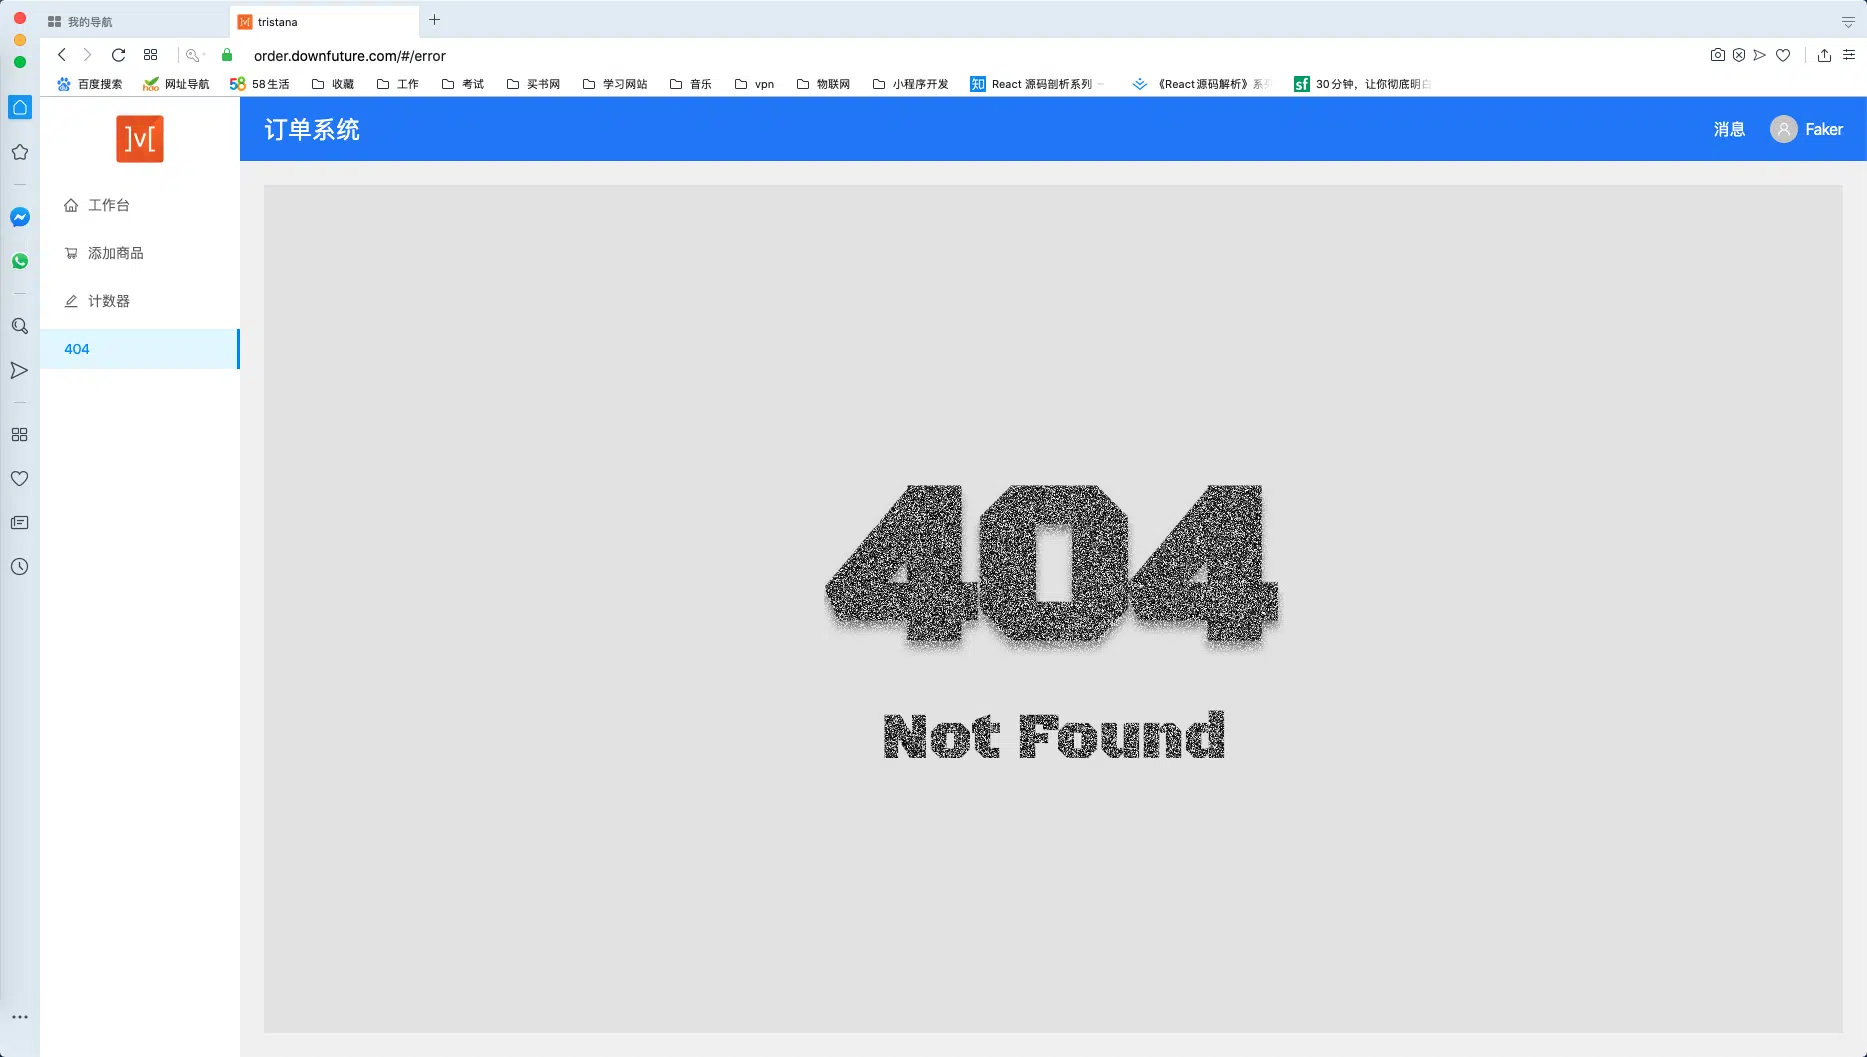 我的导航
tristana
order.downfuture.com/#/error
百度搜索
网址导航
58生活
收藏
工作
考试
买书网
学习网站
音乐
vpn
物联网
小程序开发
知
React 源码剖析系列
《React源码解析》系列
sf
30分钟，让你彻底明白
]v[
订单系统
消息
Faker
工作台
添加商品
计数器
404
404
Not Found